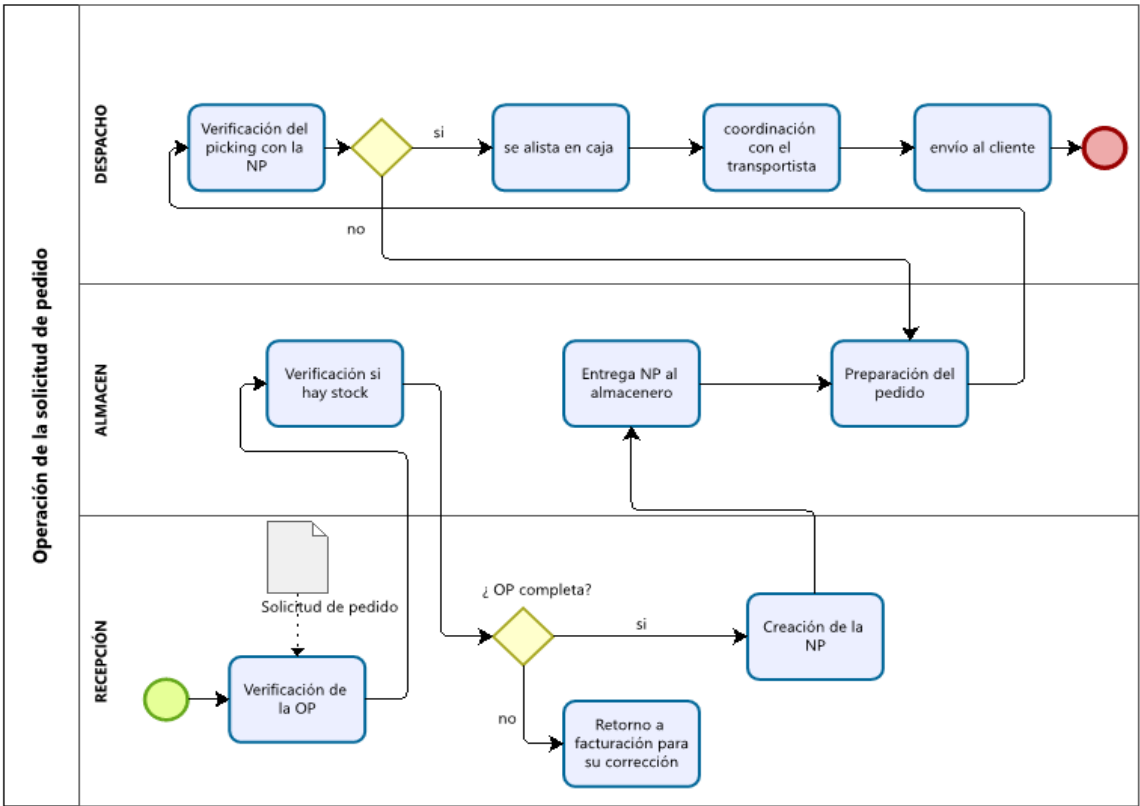 Operación de la solicitud de pedido
DESPACHO
Verificación del
picking con la
NP
si
se alista en caja
coordinación
con el
transportista
envío al cliente
no
ALMACEN
Verificación si
hay stock
Entrega NP al
almacenero
Preparación del
pedido
RECEPCIÓN
Solicitud de pedido
Verificación de
la OP
¿ OP completa?
si
Creación de la
NP
no
Retorno a
facturación para
su corrección